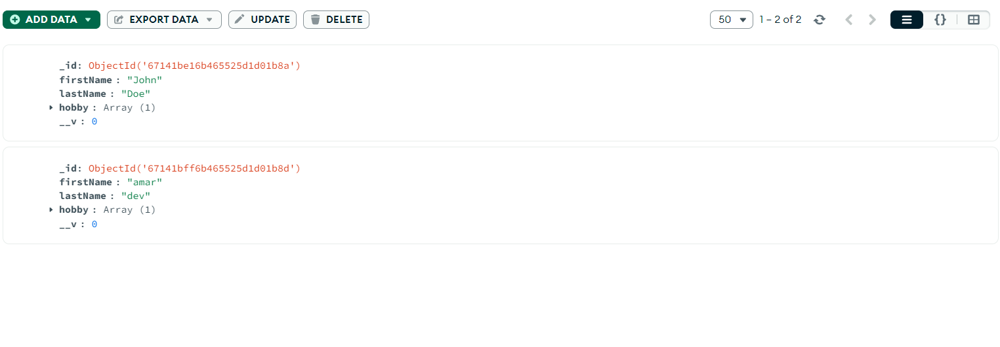 ADD DATA EXPORT DATA UPDATE DELETE 50 1 – 2 of 2 {}
_id: ObjectId('67141be16b465525d1d01b8a')
firstName : "John"
lastName : "Doe"
hobby : Array (1)
__v : 0
_id: ObjectId('67141bff6b465525d1d01b8d')
firstName : "amar"
lastName : "dev"
hobby : Array (1)
__v : 0